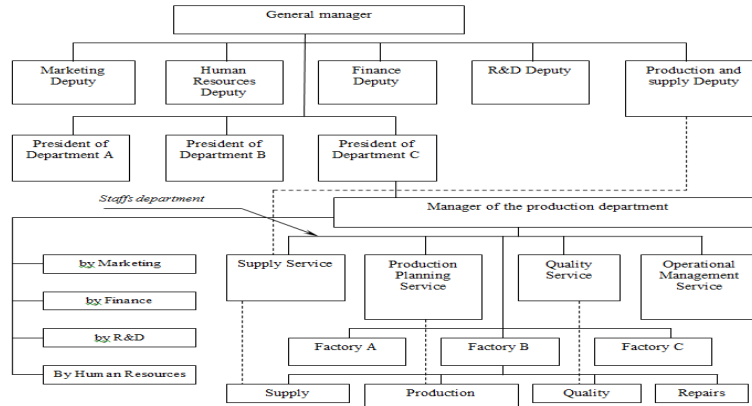 General manager
Marketing
Deputy
Human
Resources
Deputy
Finance
Deputy
R&D Deputy
Production and
supply Deputy
President of
Department A
President of
Department B
President of
Department C
Staffs department
Manager of the production department
by Marketing
by Finance
by R&D
By Human Resources
Supply Service
Production
Planning
Service
Quality
Service
Operational
Management
Service
Factory A
Factory B
Factory C
Supply
Production
Quality
Repairs